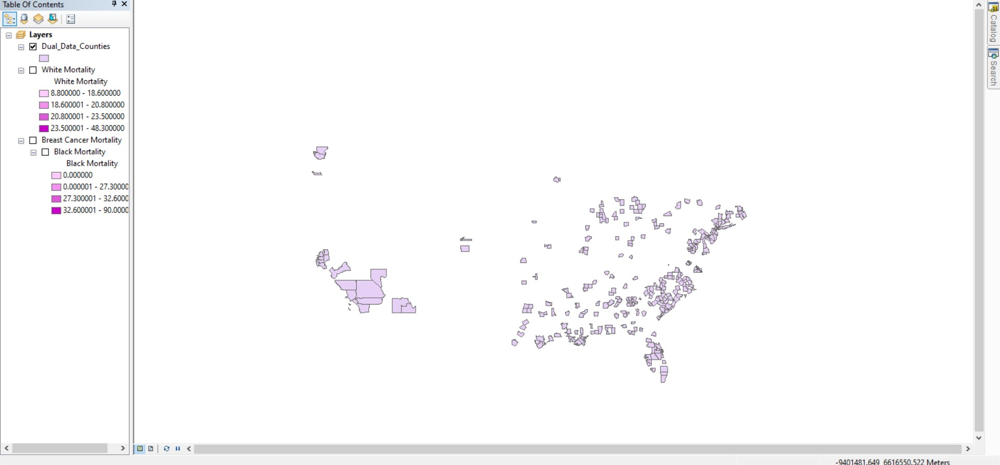 Table Of Contents
Layers
Dual_Data_Counties
White Mortality
White Mortality
8.800000 - 18.600000
18.600001 - 20.800000
20.800001 - 23.500000
23.500001 - 48.300000
Breast Cancer Mortality
Black Mortality
Black Mortality
0.000000
0.000001 - 27.30000
27.300001 - 32.6000
32.600001 - 90.0000
Catalog
Search
-9401481.649 6616550.522 Meters